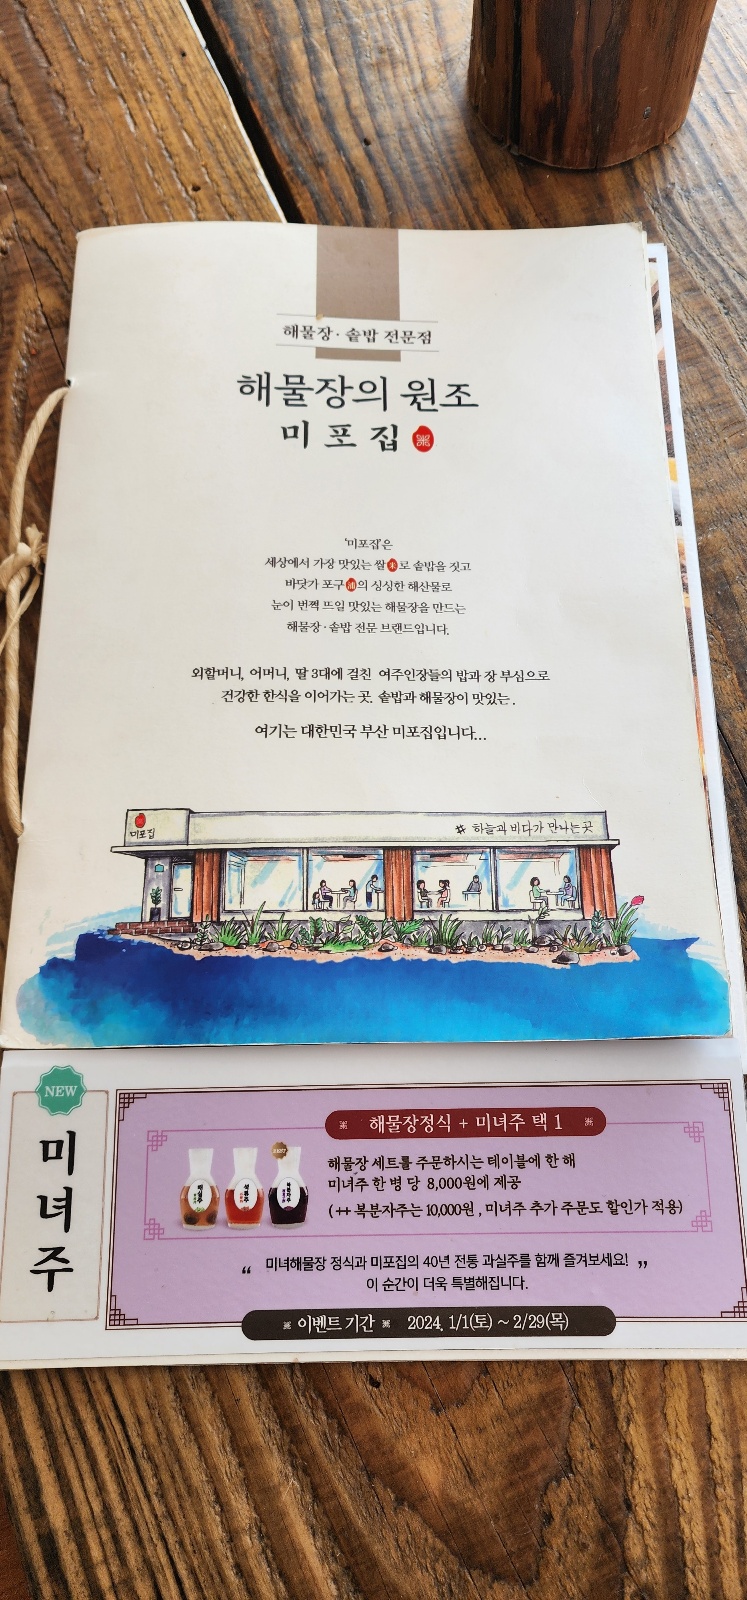 해물장 · 솥밥 전문점
해물장의 원조
미포집
'미포집'은
세상에서 가장 맛있는 쌀米로 솥밥을 짓고
바닷가 포구浦의 싱싱한 해산물로
눈이 번쩍 뜨일 맛있는 해물장을 만드는
해물장 · 솥밥 전문 브랜드입니다.
외할머니, 어머니, 딸 3대에 걸친 여주인장들의 밥과 장 부심으로
건강한 한식을 이어가는 곳. 솥밥과 해물장이 맛있는.
여기는 대한민국 부산 미포집입니다...
미포집
# 하늘과 바다가 만나는 곳
NEW
미녀주
해물장정식 + 미녀주 택 1
BEST
매실주
석류주
복분자주
해물장 세트를 주문하시는 테이블에 한 해
미녀주 한 병 당 8,000원에 제공
(++ 복분자주는 10,000원, 미녀주 추가 주문도 할인가 적용)
“ 미녀해물장 정식과 미포집의 40년 전통 과실주를 함께 즐겨보세요! ”
이 순간이 더욱 특별해집니다.
이벤트 기간 2024. 1/1(토) ~ 2/29(목)